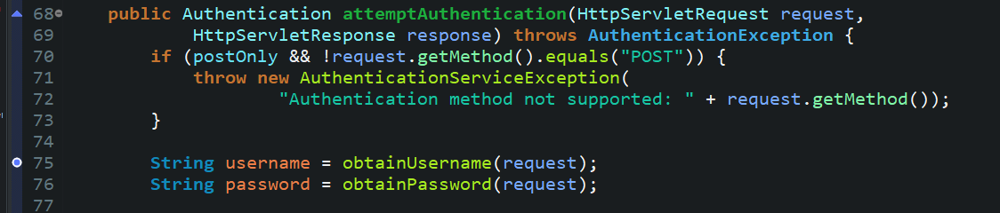 68 public Authentication attemptAuthentication(HttpServletRequest request,
69 HttpServletResponse response) throws AuthenticationException {
70 if (postOnly && !request.getMethod().equals("POST")) {
71 throw new AuthenticationServiceException(
72 "Authentication method not supported: " + request.getMethod());
73 }
74
75 String username = obtainUsername(request);
76 String password = obtainPassword(request);
77